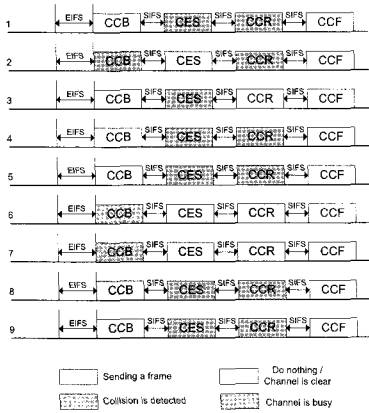 1 EIFS CCB SIFS CES SIFS CCR SIFS CCF
2 EIFS CCB SIFS CES SIFS CCR SIFS CCF
3 EIFS CCB SIFS CES SIFS CCR SIFS CCF
4 EIFS CCB SIFS CES SIFS CCR SIFS CCF
5 EIFS CCB SIFS CES SIFS CCR SIFS CCF
6 EIFS CCB SIFS CES SIFS CCR SIFS CCF
7 EIFS CCB SIFS CES SIFS CCR SIFS CCF
8 EIFS CCB SIFS CES SIFS CCR SIFS CCF
9 EIFS CCB SIFS CES SIFS CCR SIFS CCF
Sending a frame
Do nothing /
Channel is clear
Collision is detected
Channel is busy